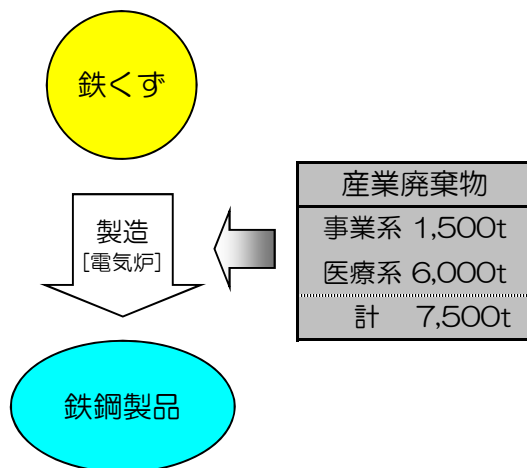 鉄くず
製造
[電気炉]
産業廃棄物
事業系 1,500t
医療系 6,000t
計 7,500t
鉄鋼製品